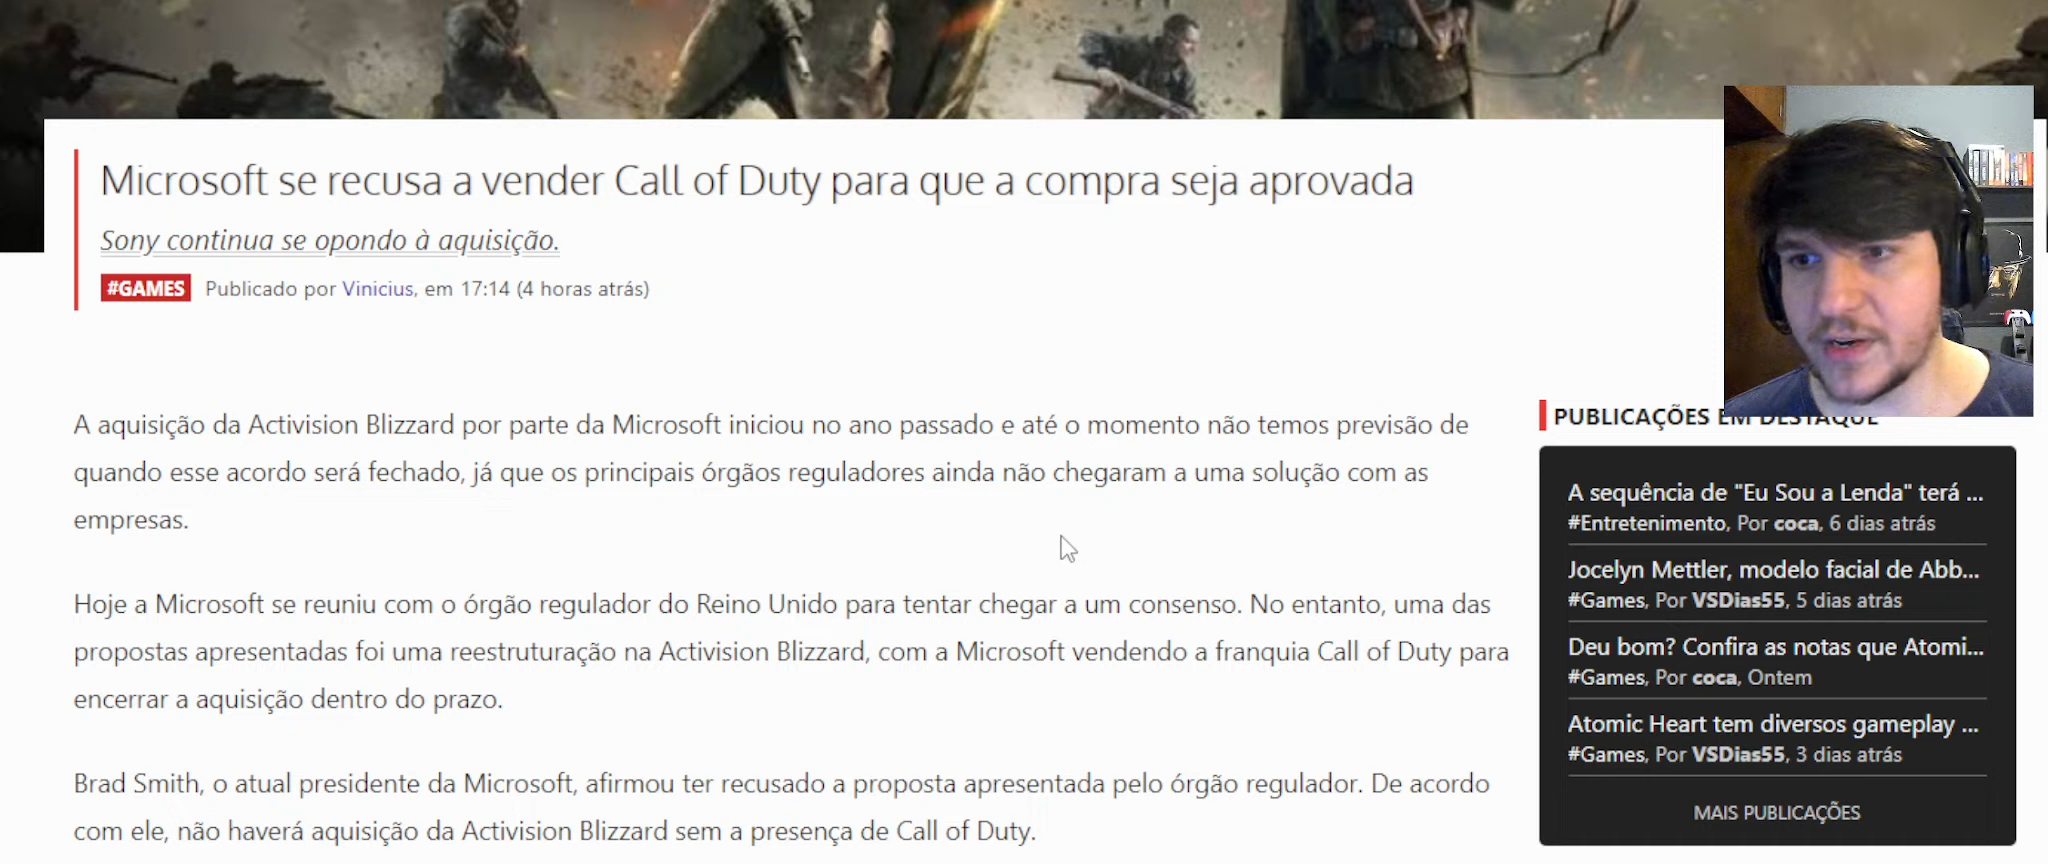 Microsoft se recusa a vender Call of Duty para que a compra seja aprovada
Sony continua se opondo à aquisição.
#GAMES Publicado por Vinicius, em 17:14 (4 horas atrás)
A aquisição da Activision Blizzard por parte da Microsoft iniciou no ano passado e até o momento não temos previsão de
quando esse acordo será fechado, já que os principais órgãos reguladores ainda não chegaram a uma solução com as
empresas.
Hoje a Microsoft se reuniu com o órgão regulador do Reino Unido para tentar chegar a um consenso. No entanto, uma das
propostas apresentadas foi uma reestruturação na Activision Blizzard, com a Microsoft vendendo a franquia Call of Duty para
encerrar a aquisição dentro do prazo.
Brad Smith, o atual presidente da Microsoft, afirmou ter recusado a proposta apresentada pelo órgão regulador. De acordo
com ele, não haverá aquisição da Activision Blizzard sem a presença de Call of Duty.
PUBLICAÇÕES EM DESTAQUE
A sequência de "Eu Sou a Lenda" terá ...
#Entretenimento, Por coca, 6 dias atrás
Jocelyn Mettler, modelo facial de Abb...
#Games, Por VSDias55, 5 dias atrás
Deu bom? Confira as notas que Atomi...
#Games, Por coca, Ontem
Atomic Heart tem diversos gameplay ...
#Games, Por VSDias55, 3 dias atrás
MAIS PUBLICAÇÕES